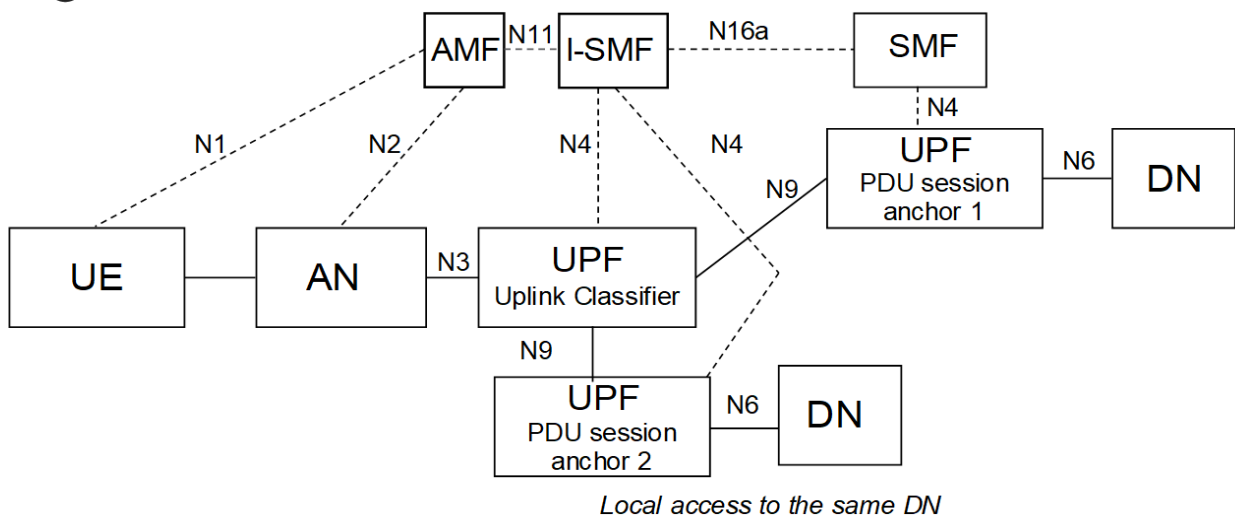 N11
N16a
AMF
I-SMF
SMF
N1
N2
N4
N4
N4
UPF
PDU session
anchor 1
N6
DN
N9
UE
AN
N3
UPF
Uplink Classifier
N9
UPF
PDU session
anchor 2
N6
DN
Local access to the same DN